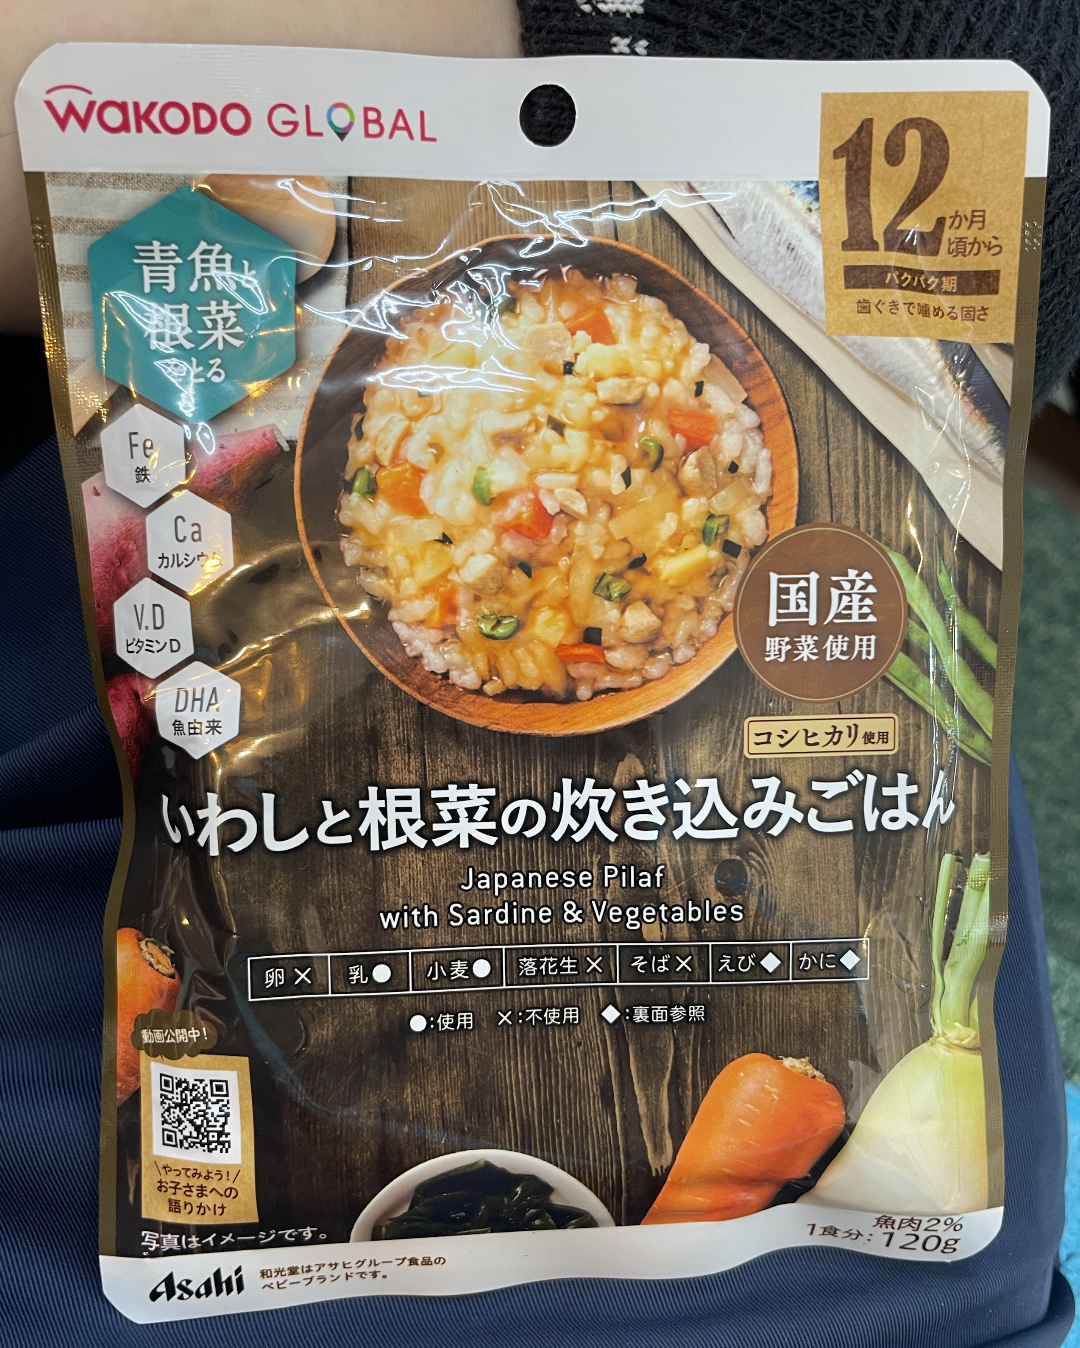 WAKODO GLOBAL
12
か月
頃から
パクパク期
歯ぐきで噛める固さ
青魚と
根菜
をとる
Fe
鉄
Ca
カルシウム
V.D
ビタミンD
DHA
魚由来
国産
野菜使用
コシヒカリ使用
いわしと根菜の炊き込みごはん
Japanese Pilaf
with Sardine & Vegetables
卵× 乳● 小麦● 落花生× そば× えび◆ かに◆
●:使用 ×:不使用 ◆:裏面参照
動画公開中!
\やってみよう!/
お子さまへの
語りかけ
写真はイメージです。
魚肉2%
1食分:120g
Asahi
和光堂はアサヒグループ食品の
ベビーブランドです。